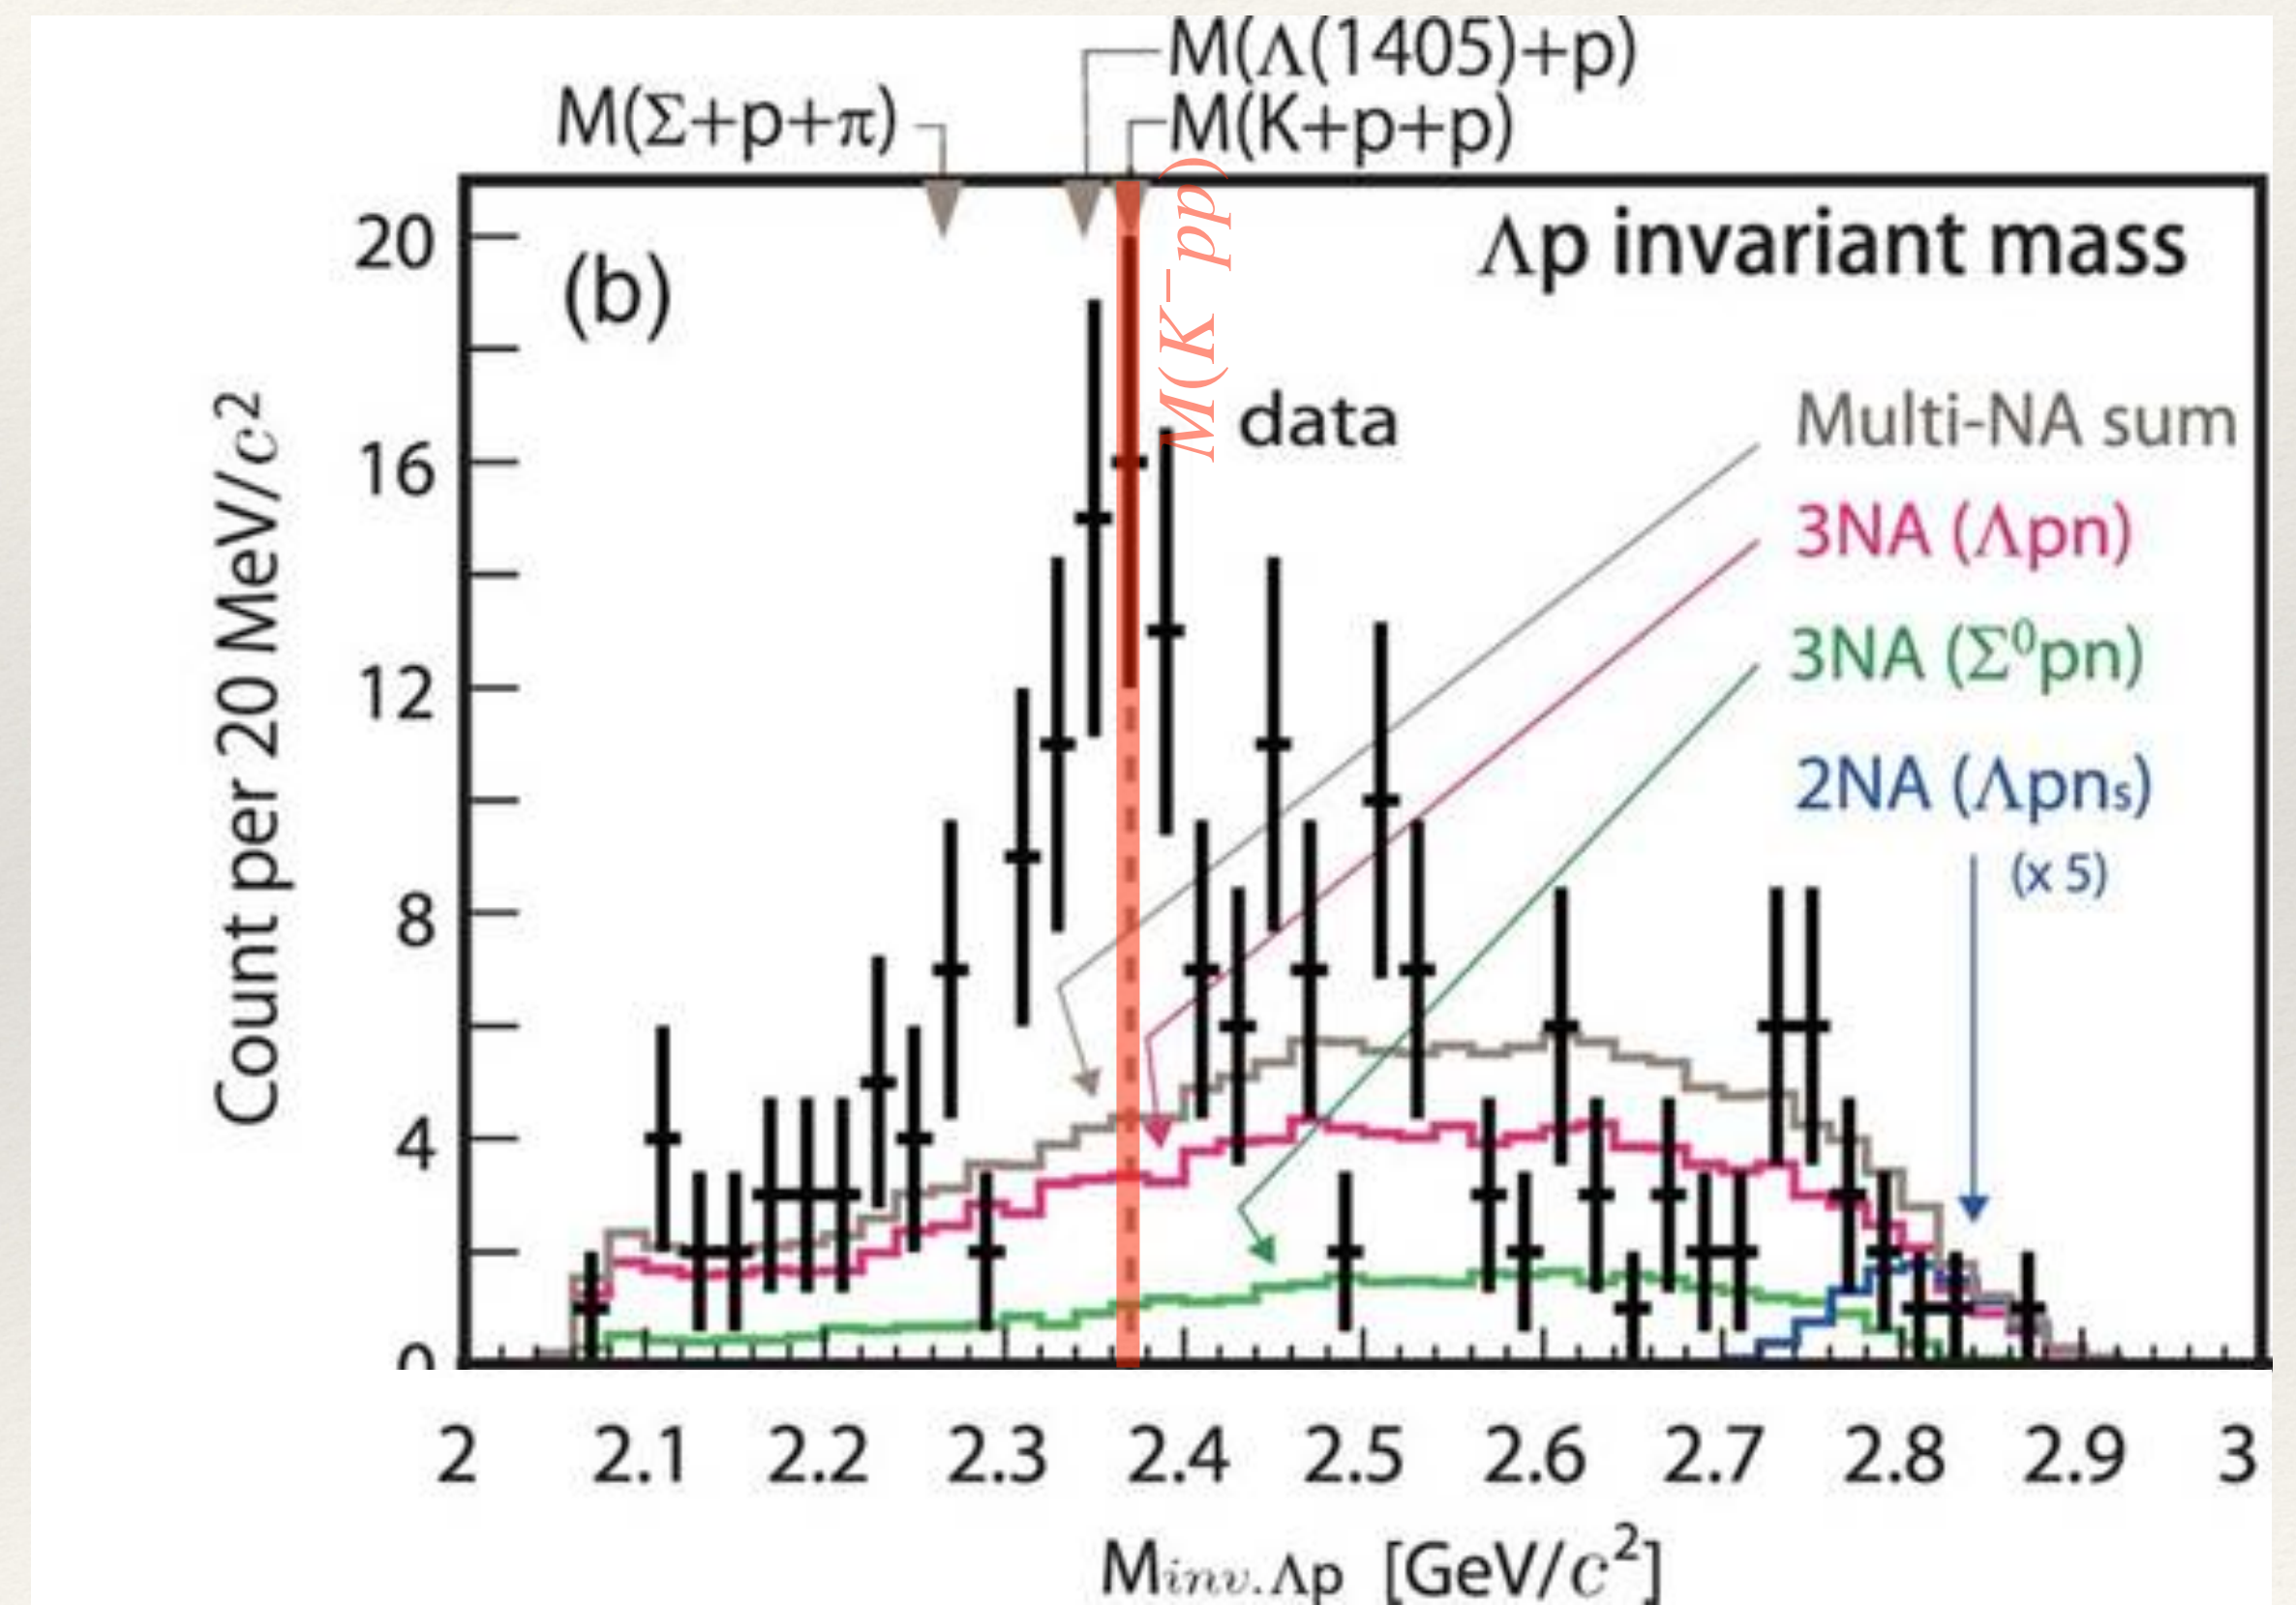 M(Λ(1405)+p)
M(Σ+p+π)
M(K+p+p)
M(K⁻pp)
Λp invariant mass
(b)
data
Multi-NA sum
3NA (Λpn)
3NA (Σ⁰pn)
2NA (Λpnₛ)
(x 5)
Count per 20 MeV/c²
20
16
12
8
4
0
2 2.1 2.2 2.3 2.4 2.5 2.6 2.7 2.8 2.9 3
Minv.Λp [GeV/c²]